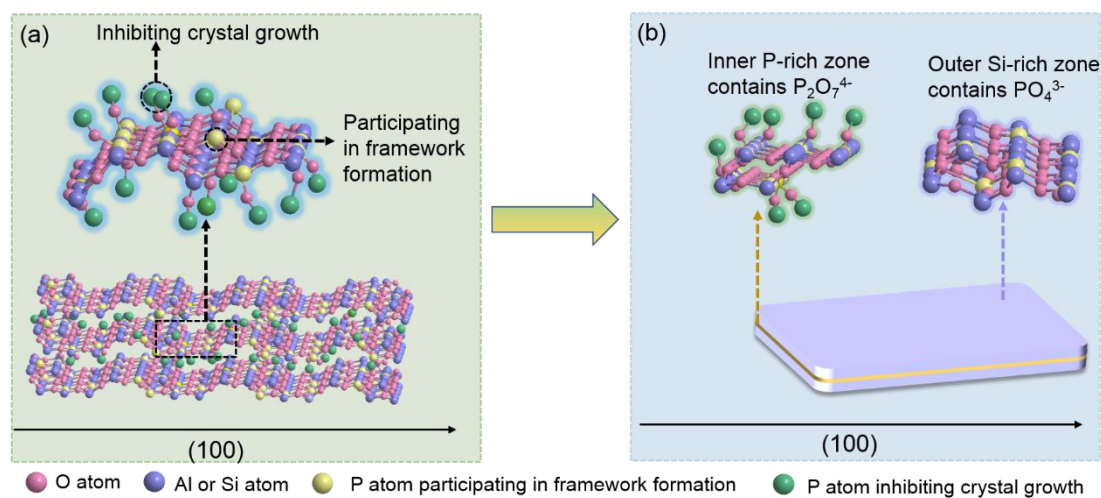 (a)
Inhibiting crystal growth
Participating
in framework
formation
(100)
(b)
Inner P-rich zone
contains P₂O₇⁴⁻
Outer Si-rich zone
contains PO₄³⁻
(100)
O atom
Al or Si atom
P atom participating in framework formation
P atom inhibiting crystal growth